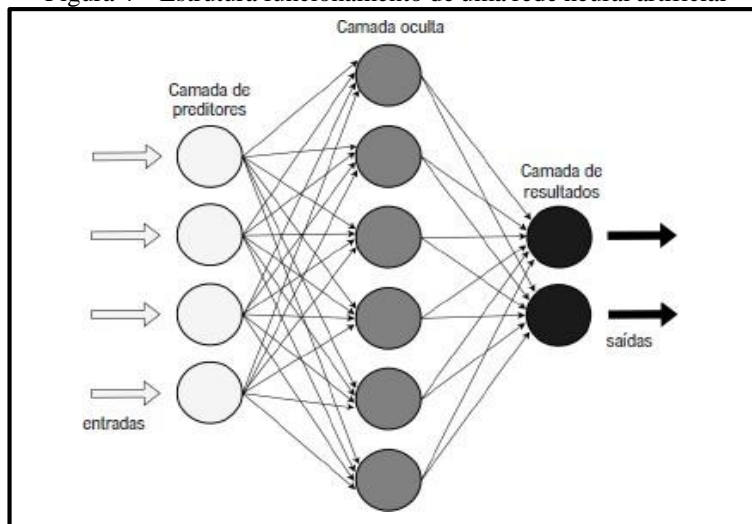 Camada oculta
Camada de
preditores
Camada de
resultados
saídas
entradas